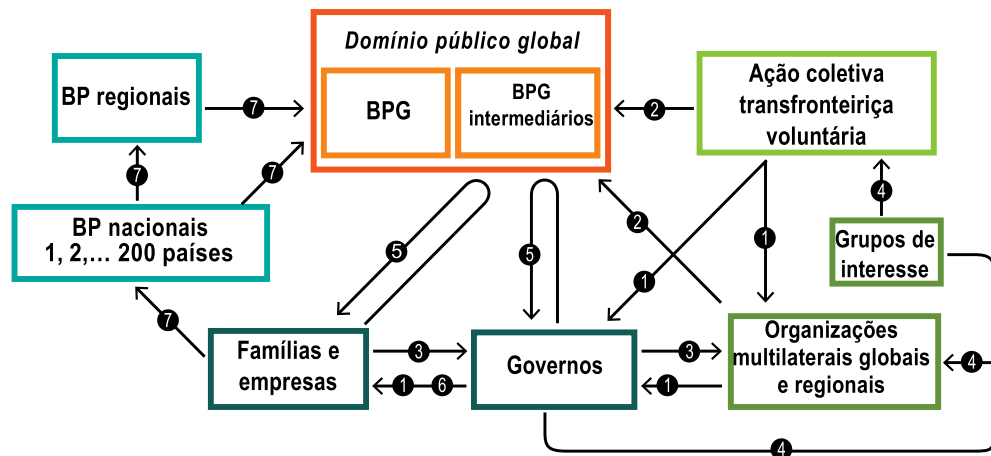 Domínio público global
BPG
BPG
intermediários
BP regionais
Ação coletiva
transfronteiriça
voluntária
7
2
7
7
4
BP nacionais
1, 2,... 200 países
Grupos de
interesse
5
5
2
1
1
7
Famílias e
empresas
3
1
6
Governos
3
1
Organizações
multilaterais globais
e regionais
4
4